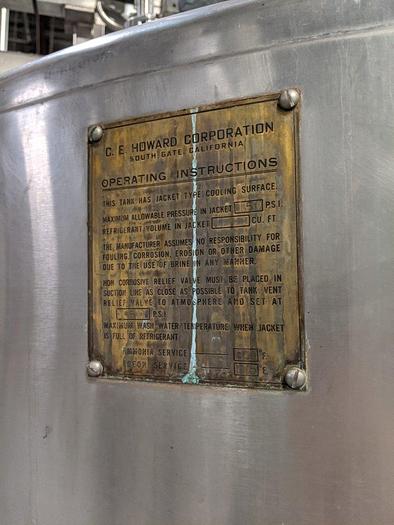 C. E. HOWARD CORPORATION
SOUTH GATE, CALIFORNIA
OPERATING INSTRUCTIONS
THIS TANK HAS JACKET TYPE COOLING SURFACE.
MAXIMUM ALLOWABLE PRESSURE IN JACKET P.S.I.
REFRIGERANT VOLUME IN JACKET CU. FT.
THE MANUFACTURER ASSUMES NO RESPONSIBILITY FOR
FOULING, CORROSION, EROSION OR OTHER DAMAGE
DUE TO THE USE OF BRINE IN ANY MANNER.
NON CORROSIVE RELIEF VALVE MUST BE PLACED IN
SUCTION LINE AS CLOSE AS POSSIBLE TO TANK VENT
RELIEF VALVE TO ATMOSPHERE AND SET AT
P.S.I.
MAXIMUM WASH WATER TEMPERATURE WHEN JACKET
IS FULL OF REFRIGERANT
AMMONIA SERVICE °F.
SERVICE